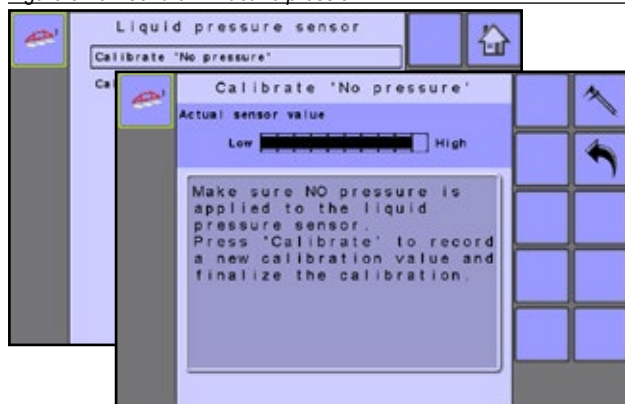 Liquid pressure sensor
Calibrate 'No pressure'
Ca
Calibrate 'No pressure'
Actual sensor value
Low High
Make sure NO pressure is
applied to the liquid
pressure sensor.
Press 'Calibrate' to record
a new calibration value and
finalize the calibration.